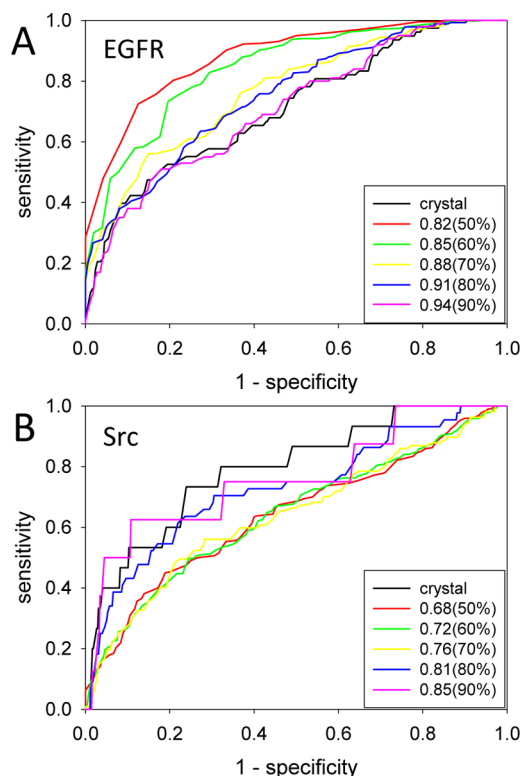 A
EGFR
1.0
0.8
0.6
0.4
0.2
0.0
sensitivity
crystal
0.82(50%)
0.85(60%)
0.88(70%)
0.91(80%)
0.94(90%)
0.0 0.2 0.4 0.6 0.8 1.0
1 - specificity
B
Src
1.0
0.8
0.6
0.4
0.2
0.0
sensitivity
crystal
0.68(50%)
0.72(60%)
0.76(70%)
0.81(80%)
0.85(90%)
0.0 0.2 0.4 0.6 0.8 1.0
1 - specificity